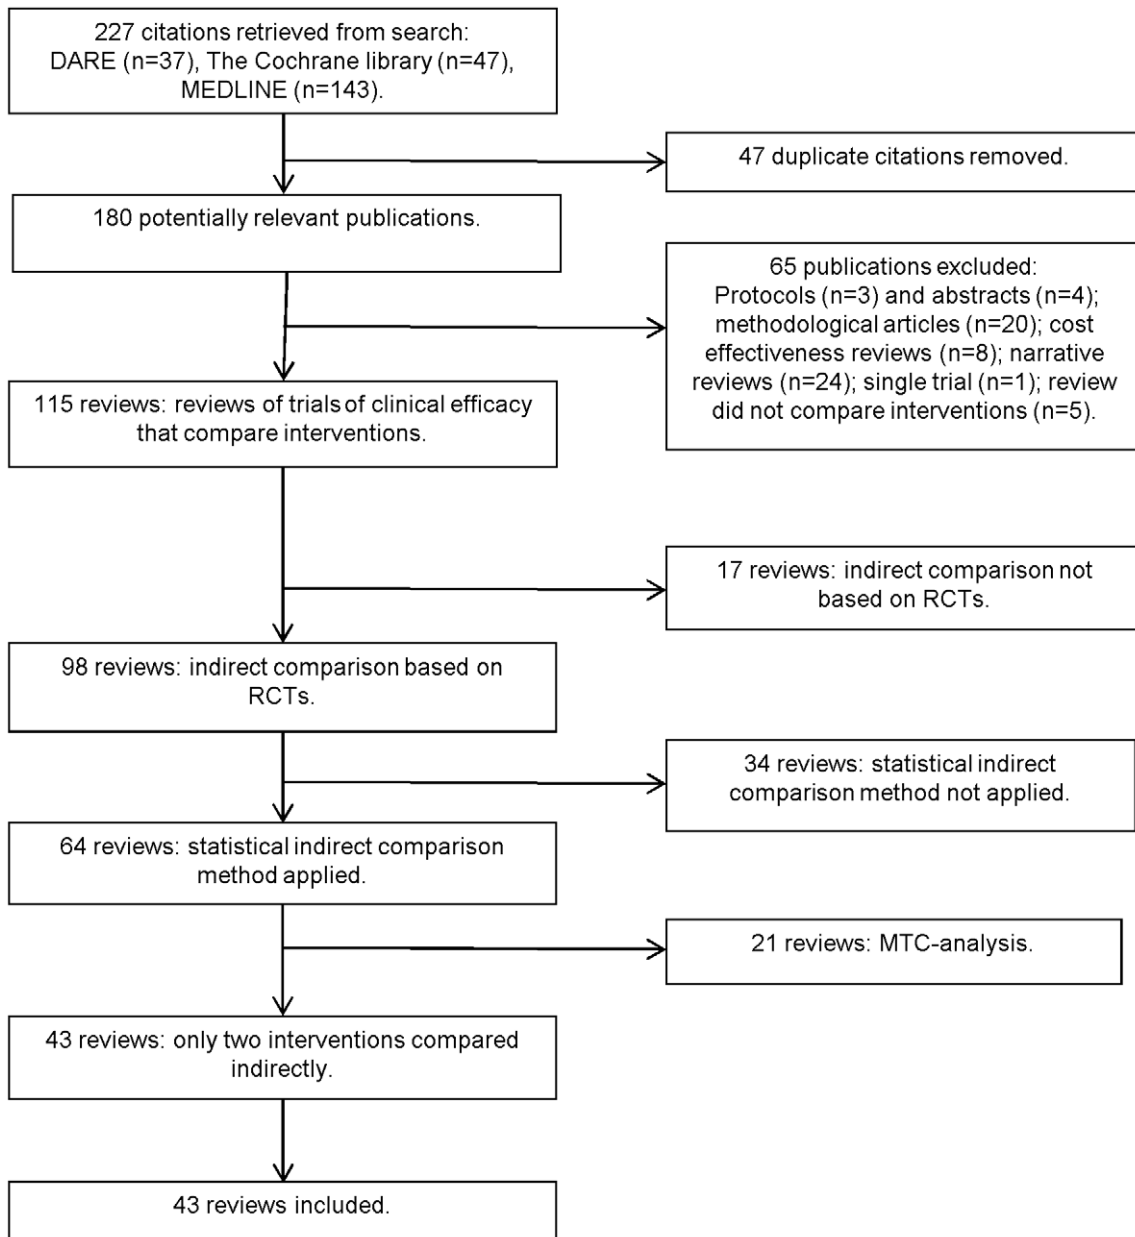 227 citations retrieved from search:
DARE (n=37), The Cochrane library (n=47),
MEDLINE (n=143).
47 duplicate citations removed.
180 potentially relevant publications.
65 publications excluded:
Protocols (n=3) and abstracts (n=4);
methodological articles (n=20); cost
effectiveness reviews (n=8); narrative
reviews (n=24); single trial (n=1); review
did not compare interventions (n=5).
115 reviews: reviews of trials of clinical efficacy
that compare interventions.
17 reviews: indirect comparison not
based on RCTs.
98 reviews: indirect comparison based on
RCTs.
34 reviews: statistical indirect
comparison method not applied.
64 reviews: statistical indirect comparison
method applied.
21 reviews: MTC-analysis.
43 reviews: only two interventions compared
indirectly.
43 reviews included.